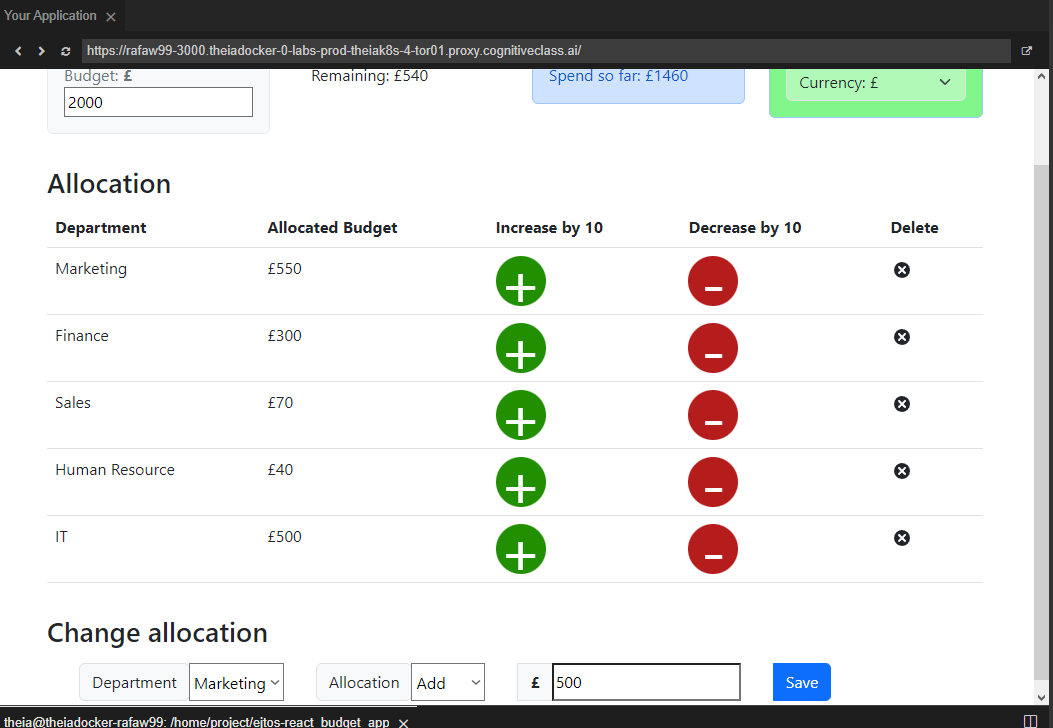 Your Application
https://rafaw99-3000.theiadocker-0-labs-prod-theiak8s-4-tor01.proxy.cognitiveclass.ai/
Budget: £
2000
Remaining: £540
Spend so far: £1460
Currency: £
Allocation
Department Allocated Budget Increase by 10 Decrease by 10 Delete
Marketing £550 + -
Finance £300 + -
Sales £70 + -
Human Resource £40 + -
IT £500 + -
Change allocation
Department Marketing Allocation Add £ 500 Save
theia@theiadocker-rafaw99: /home/project/ejtos-react_budget_app